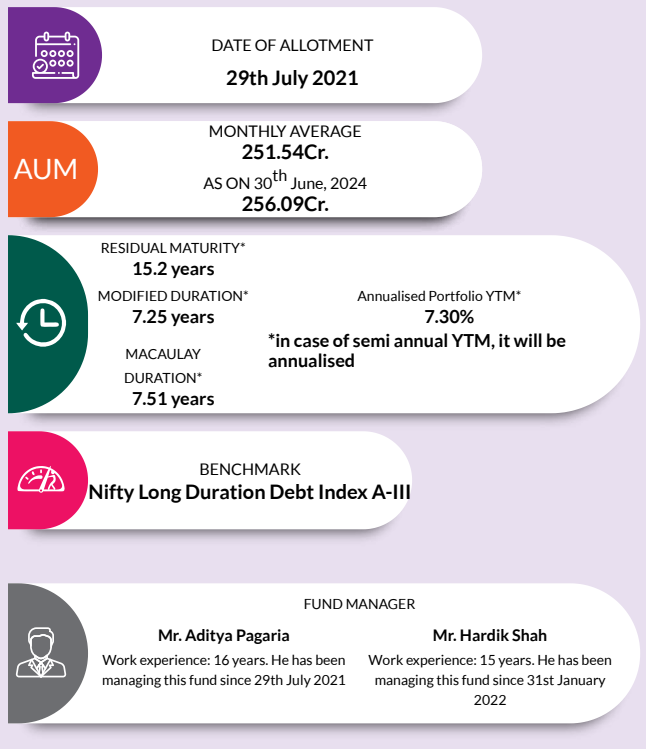 DATE OF ALLOTMENT
29th July 2021
AUM
MONTHLY AVERAGE
251.54Cr.
AS ON 30th June, 2024
256.09Cr.
RESIDUAL MATURITY*
15.2 years
MODIFIED DURATION*
7.25 years
MACAULAY
DURATION*
7.51 years
Annualised Portfolio YTM*
7.30%
*in case of semi annual YTM, it will be
annualised
BENCHMARK
Nifty Long Duration Debt Index A-III
FUND MANAGER
Mr. Aditya Pagaria
Work experience: 16 years. He has been
managing this fund since 29th July 2021
Mr. Hardik Shah
Work experience: 15 years. He has been
managing this fund since 31st January
2022